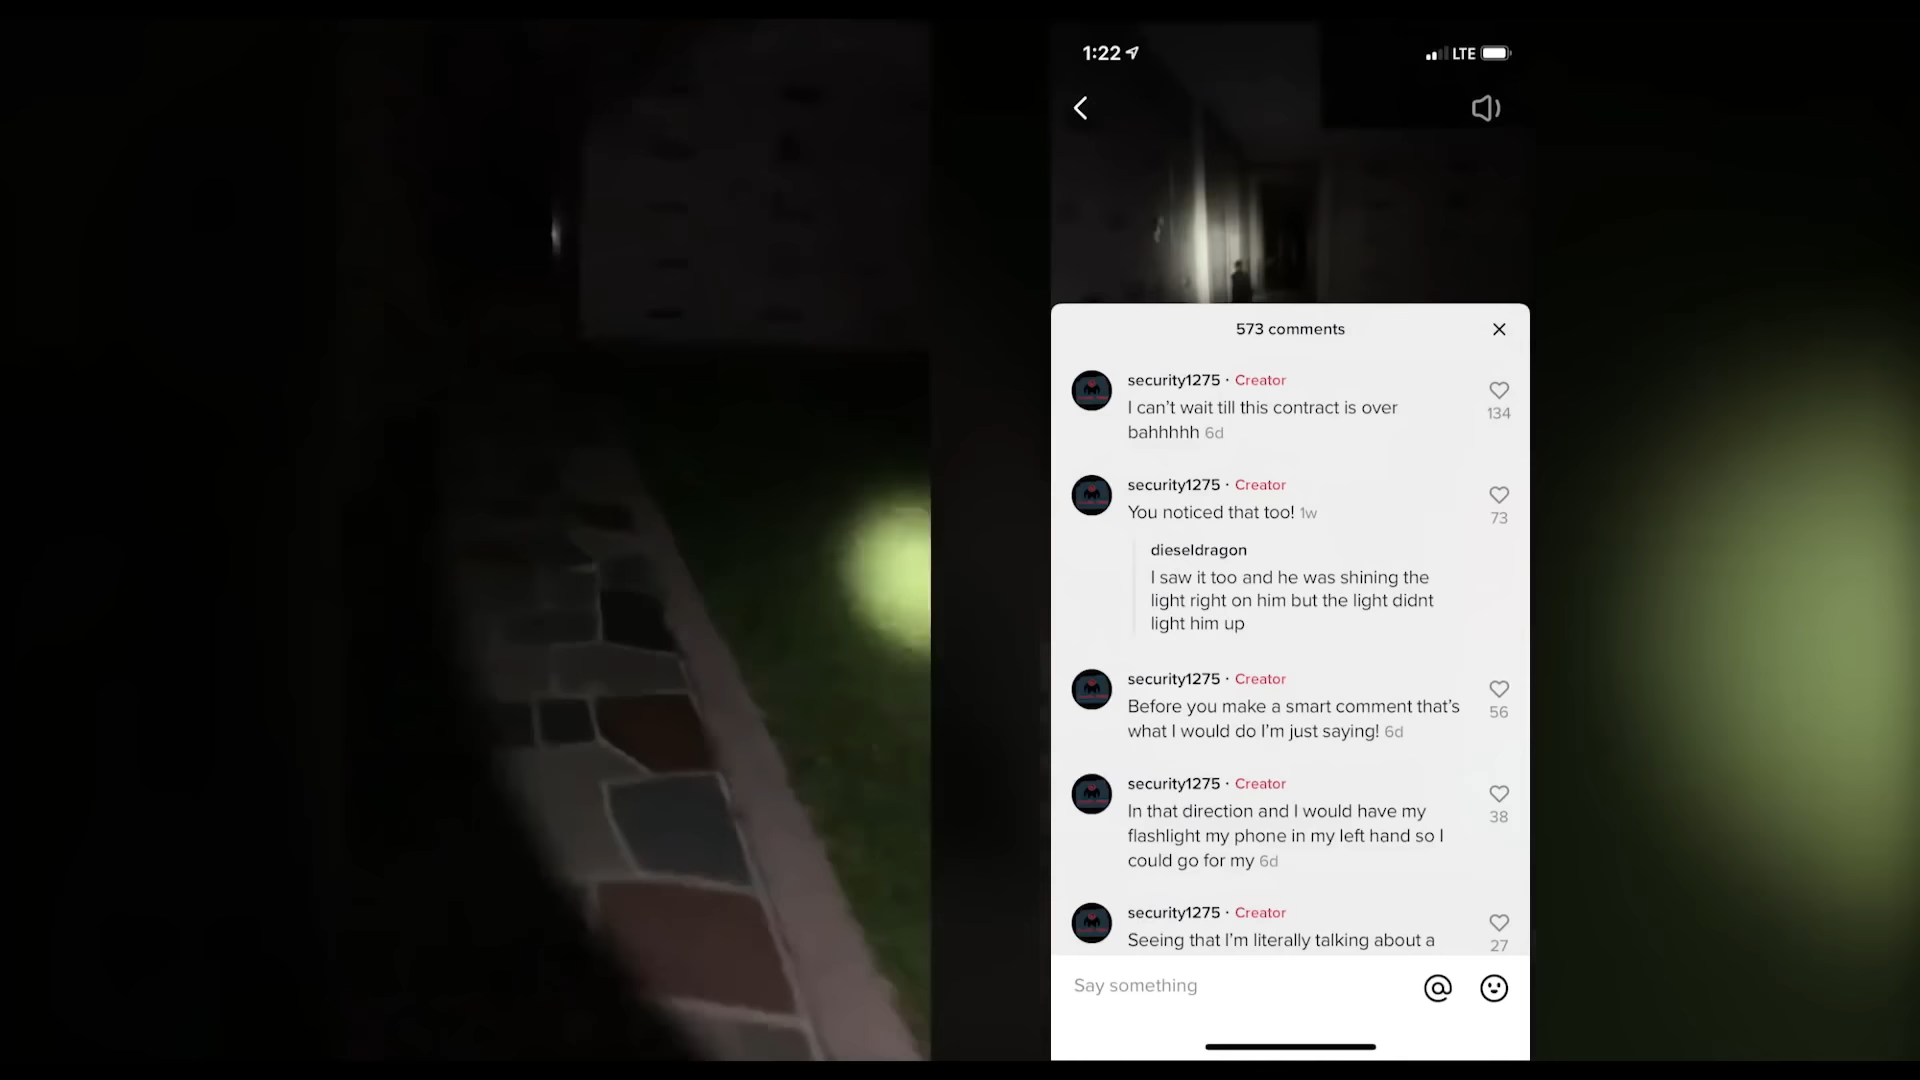 1:22
LTE
573 comments
security1275 · Creator
I can't wait till this contract is over
bahhhhh 6d
134
security1275 · Creator
You noticed that too! 1w
73
dieseldragon
I saw it too and he was shining the
light right on him but the light didnt
light him up
security1275 · Creator
Before you make a smart comment that's
what I would do I'm just saying! 6d
56
security1275 · Creator
In that direction and I would have my
flashlight my phone in my left hand so I
could go for my 6d
38
security1275 · Creator
Seeing that I'm literally talking about a
27
Say something